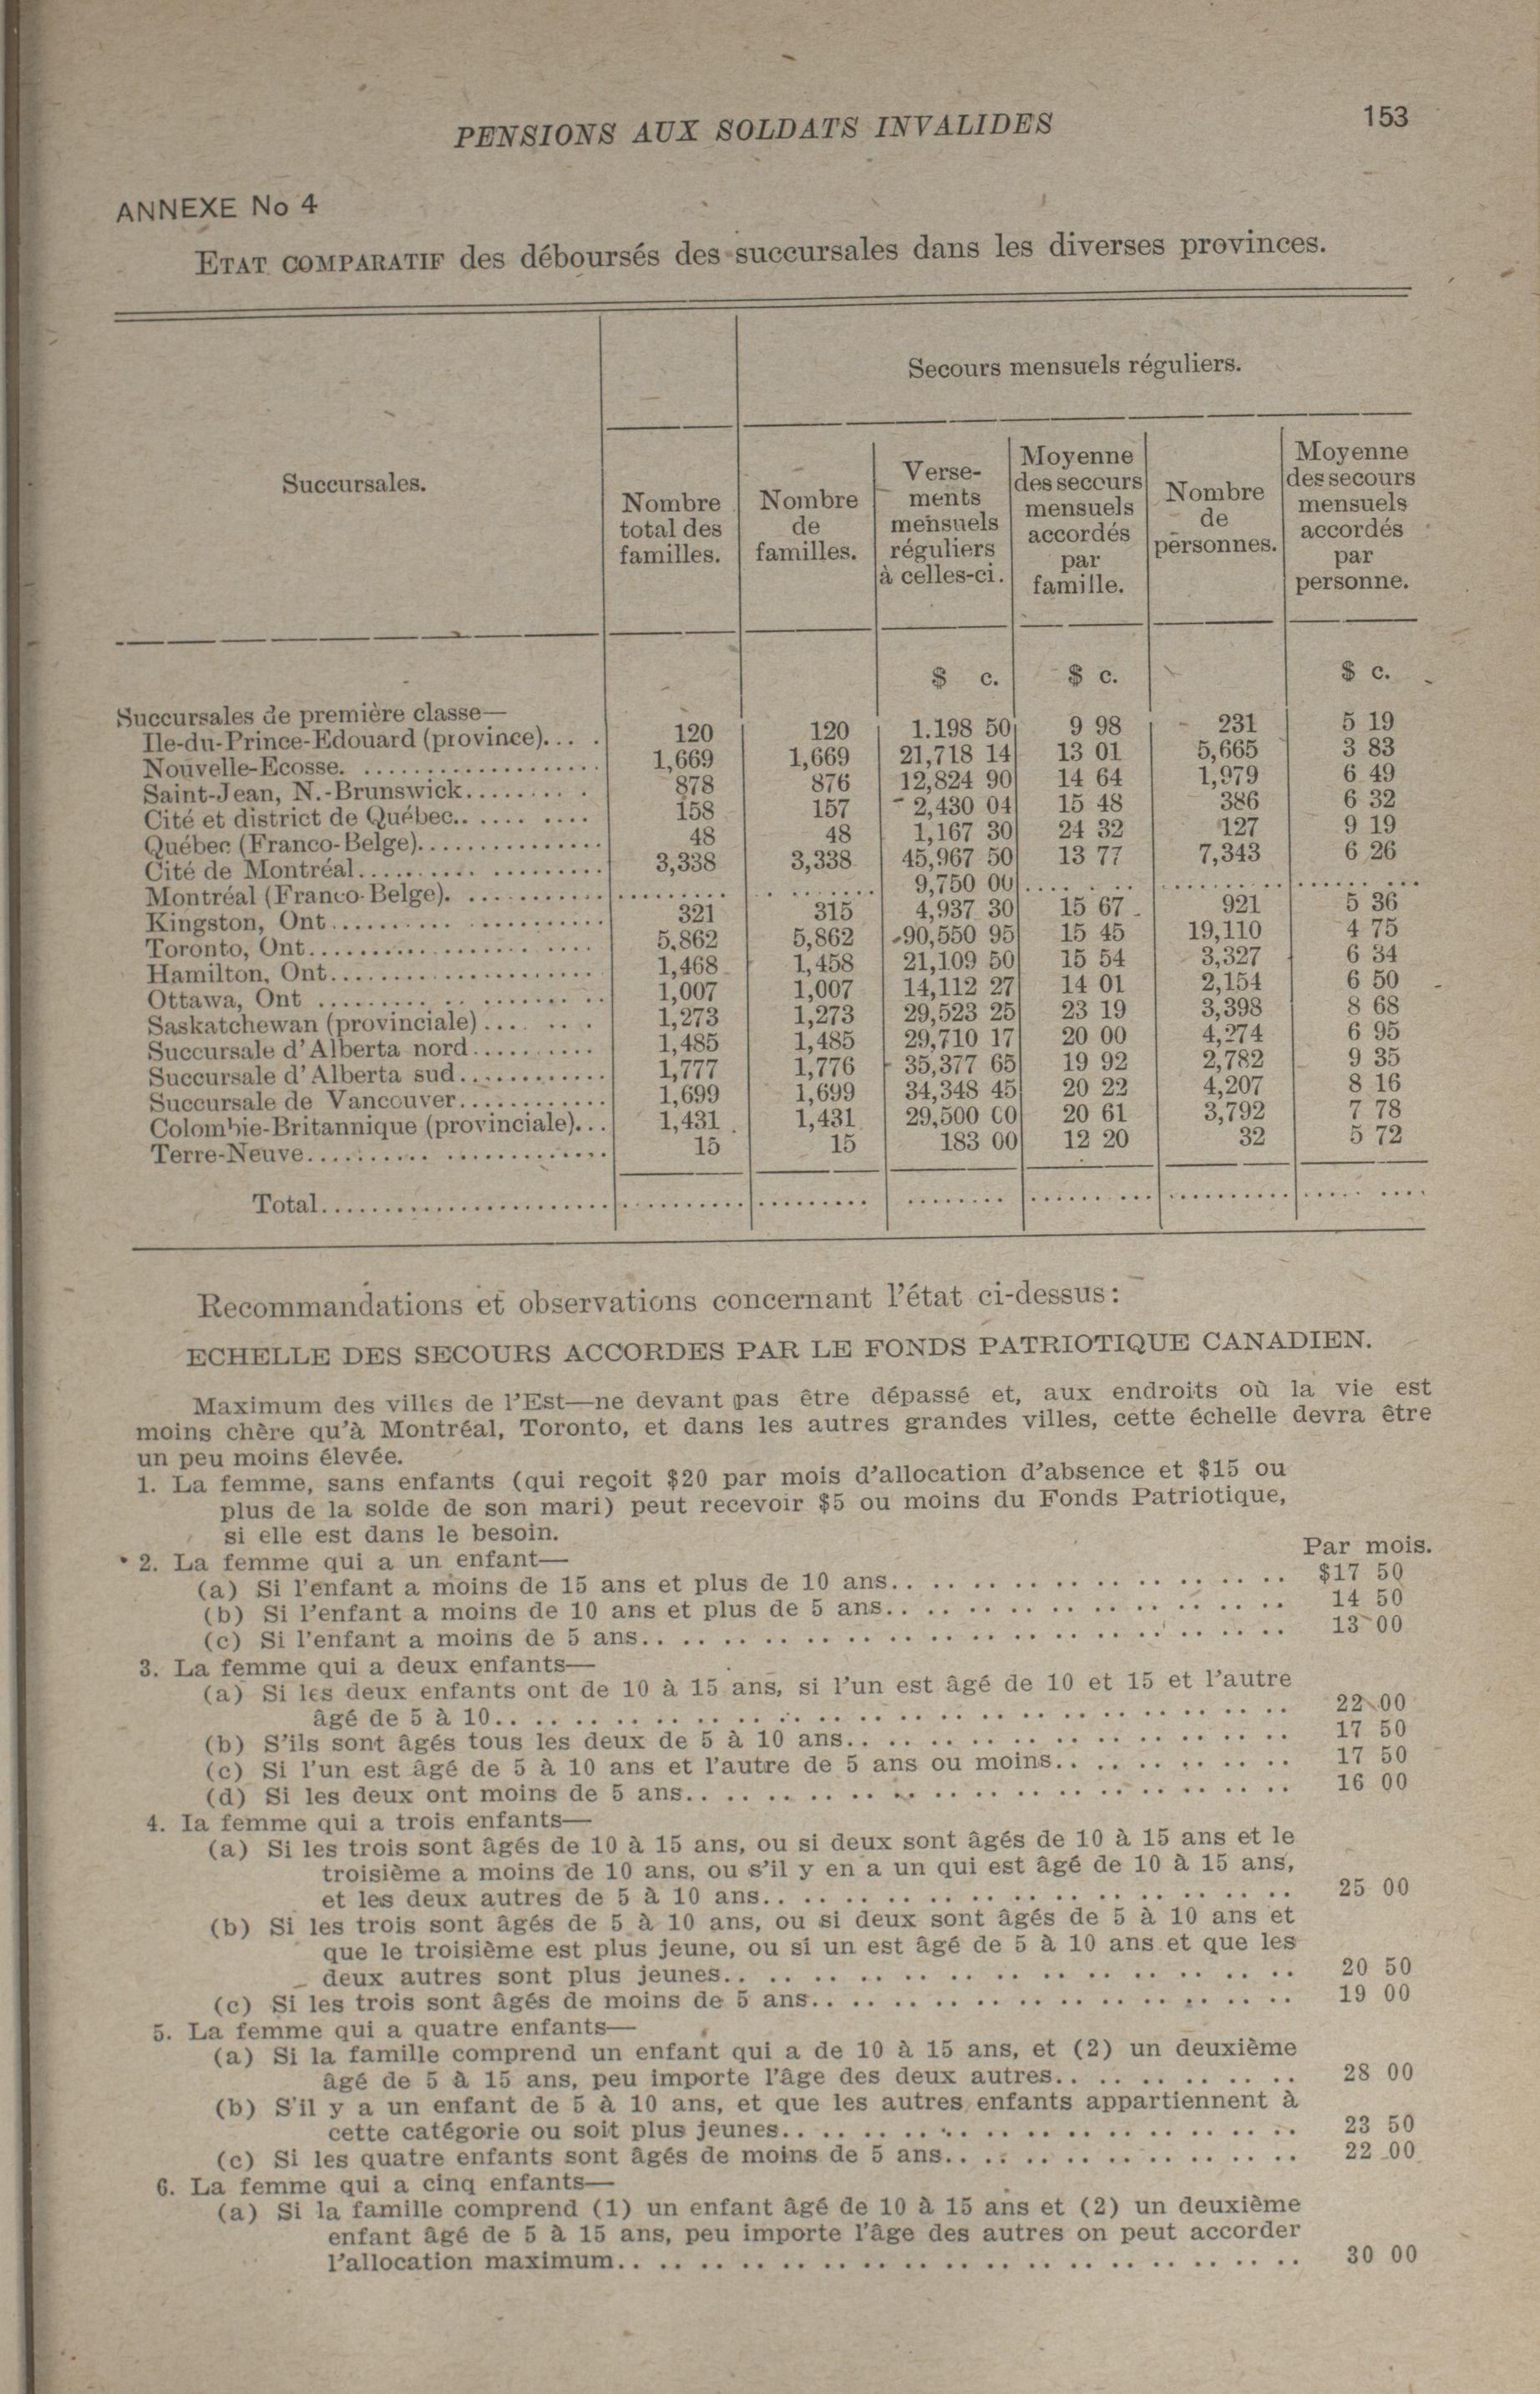 PENSIONS AUX SOLDATS INVALIDES 153
ANNEXE No 4
ETAT COMPARATIF des déboursés des succursales dans les diverses provinces.
Succursales.
Nombre total des familles.
Secours mensuels réguliers.
Nombre de familles.
Verse-ments mensuels réguliers à celles-ci.
Moyenne des secours mensuels accordés par famille.
Nombre de personnes.
Moyenne des secours mensuels accordés par personne.
$ c. $ c. $ c.
Succursales de première classe—
Ile-du-Prince-Edouard (province).... 120 120 1.198 50 9 98 231 5 19
Nouvelle-Ecosse. .................. 1,669 1,669 21,718 14 13 01 5,665 3 83
Saint-Jean, N.-Brunswick.......... 878 876 12,824 90 14 64 1,979 6 49
Cité et district de Québec.......... 158 157 2,430 04 15 48 386 6 32
Québec (Franco-Belge).............. 48 48 1,167 30 24 32 127 9 19
Cité de Montréal................... 3,338 3,338 45,967 50 13 77 7,343 6 26
Montréal (Franco-Belge). .......... .......... .......... 9,750 00 .......... .......... ..........
Kingston, Ont...................... 321 315 4,937 30 15 67 921 5 36
Toronto, Ont....................... 5,862 5,862 90,550 95 15 45 19,110 4 75
Hamilton, Ont...................... 1,468 1,458 21,109 50 15 54 3,327 6 34
Ottawa, Ont ....................... 1,007 1,007 14,112 27 14 01 2,154 6 50
Saskatchewan (provinciale)........ 1,273 1,273 29,523 25 23 19 3,398 8 68
Succursale d'Alberta nord.......... 1,485 1,485 29,710 17 20 00 4,274 6 95
Succursale d'Alberta sud............ 1,777 1,776 35,377 65 19 92 2,782 9 35
Succursale de Vancouver............ 1,699 1,699 34,348 45 20 22 4,207 8 16
Colombie-Britannique (provinciale)... 1,431 1,431 29,500 00 20 61 3,792 7 78
Terre-Neuve........................ 15 15 183 00 12 20 32 5 72
Total........................ .......... .......... .......... .......... .......... ..........
Recommandations et observations concernant l'état ci-dessus:
ECHELLE DES SECOURS ACCORDES PAR LE FONDS PATRIOTIQUE CANADIEN.
Maximum des villes de l'Est—ne devant pas être dépassé et, aux endroits où la vie est
moins chère qu'à Montréal, Toronto, et dans les autres grandes villes, cette échelle devra être
un peu moins élevée.
1. La femme, sans enfants (qui reçoit $20 par mois d'allocation d'absence et $15 ou
plus de la solde de son mari) peut recevoir $5 ou moins du Fonds Patriotique,
si elle est dans le besoin.
Par mois.
2. La femme qui a un enfant—
(a) Si l'enfant a moins de 15 ans et plus de 10 ans.. .. .. .. .. $17 50
(b) Si l'enfant a moins de 10 ans et plus de 5 ans.. .. .. .. .. 14 50
(c) Si l'enfant a moins de 5 ans.. .. .. .. .. 13 00
3. La femme qui a deux enfants—
(a) Si les deux enfants ont de 10 à 15 ans, si l'un est âgé de 10 et 15 et l'autre
âgé de 5 à 10.. .. .. .. .. 22 00
(b) S'ils sont âgés tous les deux de 5 à 10 ans.. .. .. .. .. 17 50
(c) Si l'un est âgé de 5 à 10 ans et l'autre de 5 ans ou moins.. .. .. .. .. 17 50
(d) Si les deux ont moins de 5 ans.. .. .. .. .. 16 00
4. Ia femme qui a trois enfants—
(a) Si les trois sont âgés de 10 à 15 ans, ou si deux sont âgés de 10 à 15 ans et le
troisième a moins de 10 ans, ou s'il y en a un qui est âgé de 10 à 15 ans,
et les deux autres de 5 à 10 ans.. .. .. .. .. 25 00
(b) Si les trois sont âgés de 5 à 10 ans, ou si deux sont âgés de 5 à 10 ans et
que le troisième est plus jeune, ou si un est âgé de 5 à 10 ans et que les
deux autres sont plus jeunes.. .. .. .. .. 20 50
(c) Si les trois sont âgés de moins de 5 ans.. .. .. .. .. 19 00
5. La femme qui a quatre enfants—
(a) Si la famille comprend un enfant qui a de 10 à 15 ans, et (2) un deuxième
âgé de 5 à 15 ans, peu importe l'âge des deux autres.. .. .. .. .. 28 00
(b) S'il y a un enfant de 5 à 10 ans, et que les autres enfants appartiennent à
cette catégorie ou soit plus jeunes.. .. .. .. .. 23 50
(c) Si les quatre enfants sont âgés de moins de 5 ans.. .. .. .. .. 22 00
6. La femme qui a cinq enfants—
(a) Si la famille comprend (1) un enfant âgé de 10 à 15 ans et (2) un deuxième
enfant âgé de 5 à 15 ans, peu importe l'âge des autres on peut accorder
l'allocation maximum.. .. .. .. .. 30 00